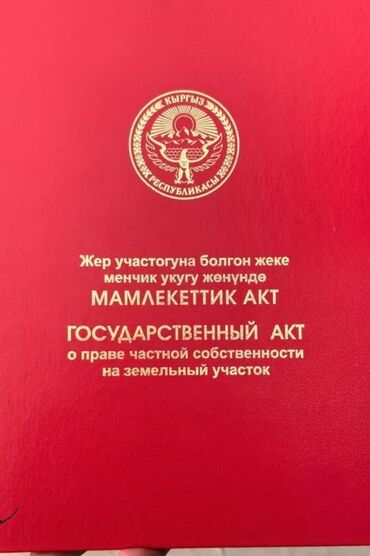 КЫРГЫЗ
РЕСПУБЛИКАСЫ
Жер участогуна болгон жеке
менчик укугу жөнүндө
МАМЛЕКЕТТИК АКТ
ГОСУДАРСТВЕННЫЙ АКТ
о праве частной собственности
на земельный участок